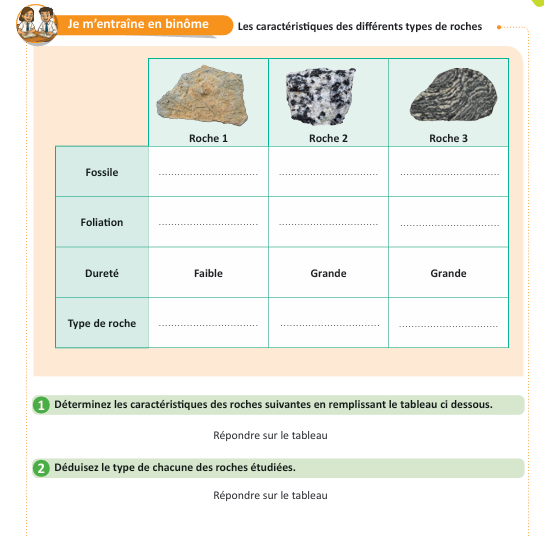 Je m'entraîne en binôme
Les caractéristiques des différents types de roches
Roche 1 Roche 2 Roche 3
Fossile ................................ ................................ ................................
Foliation ................................ ................................ ................................
Dureté Faible Grande Grande
Type de roche ................................ ................................ ................................
1 Déterminez les caractéristiques des roches suivantes en remplissant le tableau ci dessous.
Répondre sur le tableau
2 Déduisez le type de chacune des roches étudiées.
Répondre sur le tableau